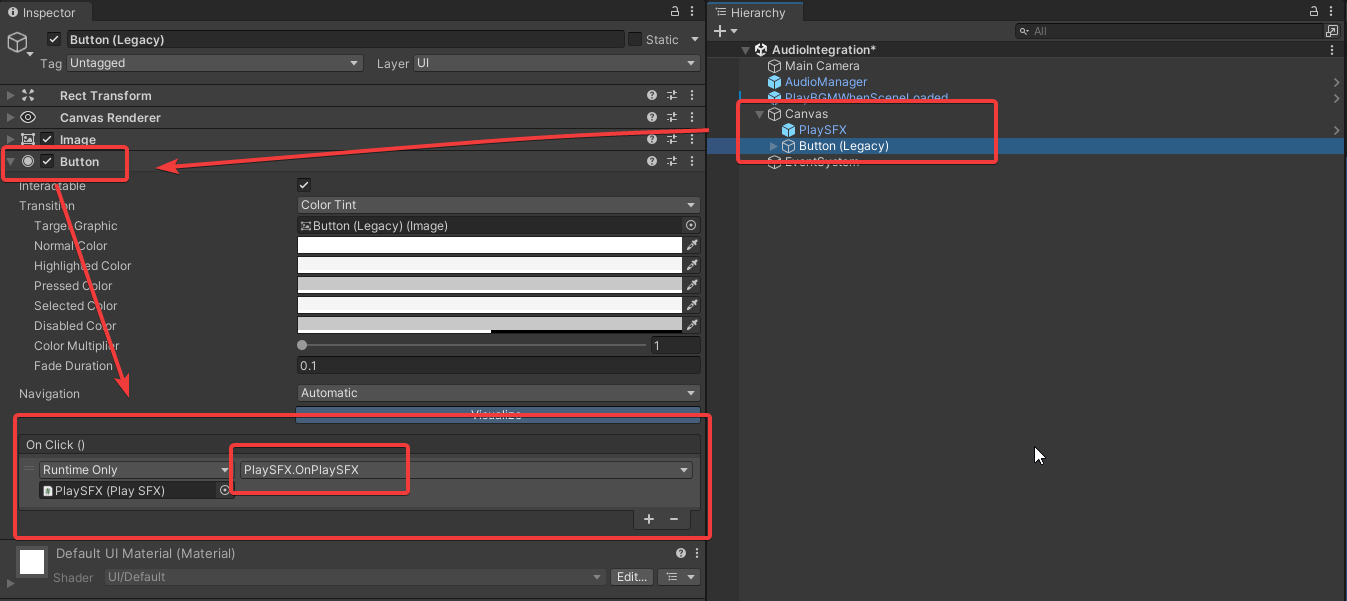 Inspector
Button (Legacy)
Static
Tag Untagged
Layer UI
Rect Transform
Canvas Renderer
Image
Button
Interactable
Transition
Color Tint
Target Graphic
Button (Legacy) (Image)
Normal Color
Highlighted Color
Pressed Color
Selected Color
Disabled Color
Color Multiplier
1
Fade Duration
0.1
Navigation
Automatic
Visualize
On Click ()
Runtime Only
PlaySFX.OnPlaySFX
PlaySFX (Play SFX)
Default UI Material (Material)
Shader
UI/Default
Edit...
Hierarchy
All
AudioIntegration*
Main Camera
AudioManager
PlayBGMWhenSceneLoaded
Canvas
PlaySFX
Button (Legacy)
EventSystem